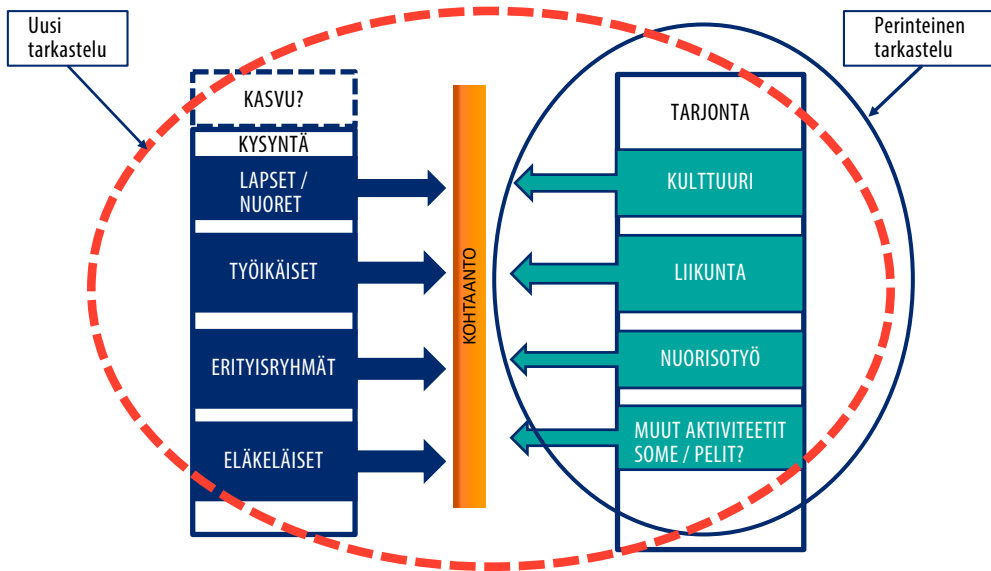 Uusi
tarkastelu
Perinteinen
tarkastelu
KASVU?
KYSYNTÄ
LAPSET /
NUORET
TYÖIKÄISET
ERITYISRYHMÄT
ELÄKELÄISET
KOHTAANTO
TARJONTA
KULTTUURI
LIIKUNTA
NUORISOTYÖ
MUUT AKTIVITEETIT
SOME / PELIT?